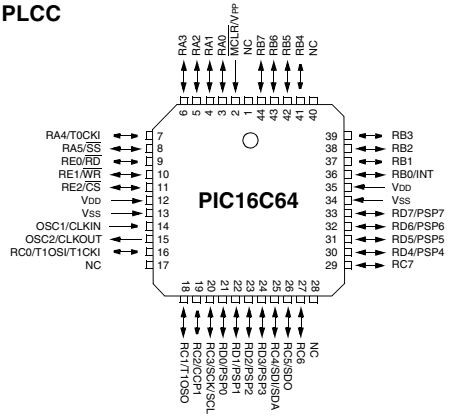 PLCC
RA3
RA2
RA1
RA0
MCLR/VPP
NC
RB7
RB6
RB5
RB4
NC
6
5
4
3
2
1
44
43
42
41
40
RA4/T0CKI 7
RA5/SS 8
RE0/RD 9
RE1/WR 10
RE2/CS 11
VDD 12
VSS 13
OSC1/CLKIN 14
OSC2/CLKOUT 15
RC0/T1OSI/T1CKI 16
NC 17
PIC16C64
39 RB3
38 RB2
37 RB1
36 RB0/INT
35 VDD
34 VSS
33 RD7/PSP7
32 RD6/PSP6
31 RD5/PSP5
30 RD4/PSP4
29 RC7
18
19
20
21
22
23
24
25
26
27
28
RC1/T1OSO
RC2/CCP1
RC3/SCK/SCL
RD0/PSP0
RD1/PSP1
RD2/PSP2
RD3/PSP3
RC4/SDI/SDA
RC5/SDO
RC6
NC